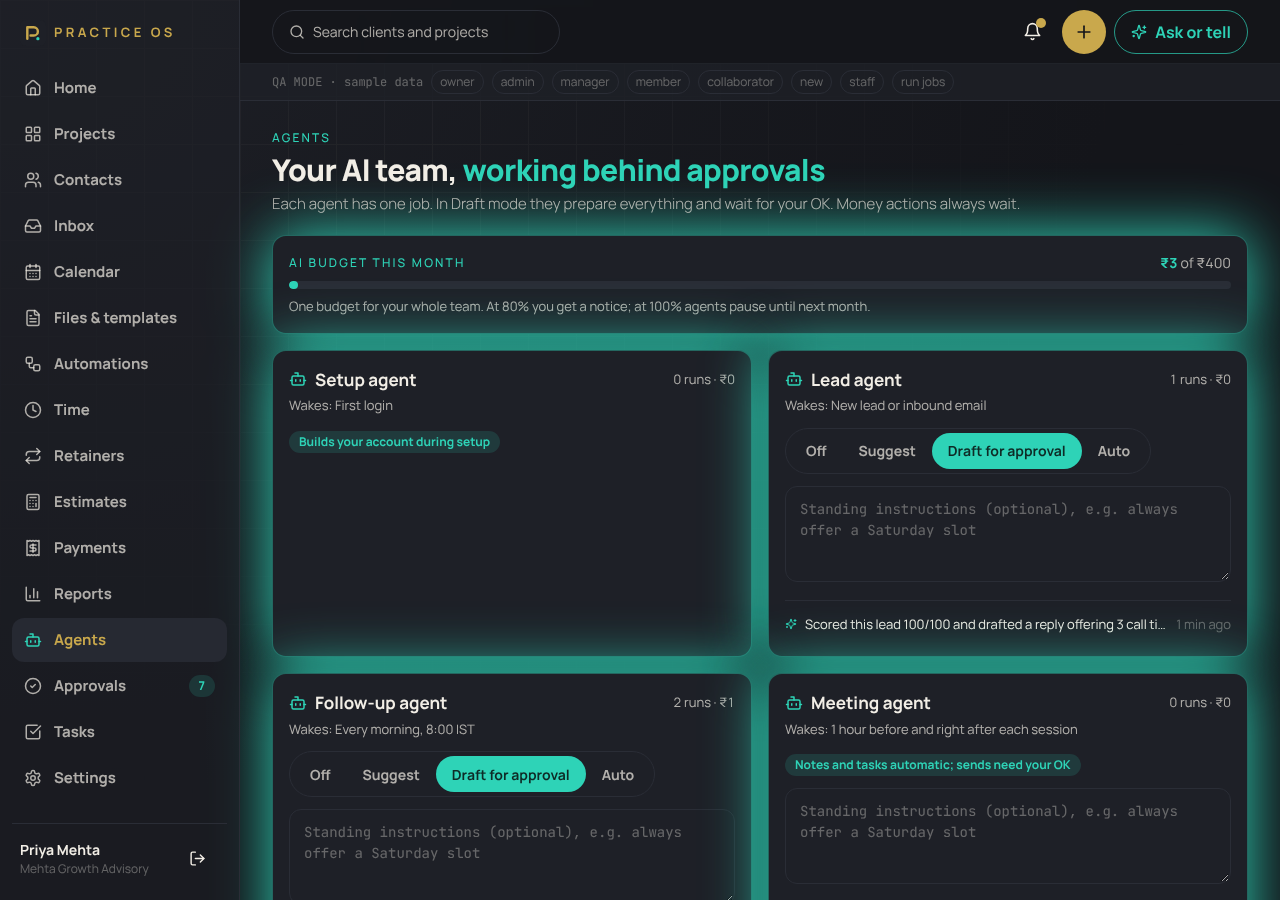 PRACTICE OS
Home
Projects
Contacts
Inbox
Calendar
Files & templates
Automations
Time
Retainers
Estimates
Payments
Reports
Agents
Approvals 7
Tasks
Settings
Priya Mehta
Mehta Growth Advisory
Search clients and projects
Ask or tell
QA MODE · sample data owner admin manager member collaborator new staff run jobs
AGENTS
Your AI team, working behind approvals
Each agent has one job. In Draft mode they prepare everything and wait for your OK. Money actions always wait.
AI BUDGET THIS MONTH ₹3 of ₹400
One budget for your whole team. At 80% you get a notice; at 100% agents pause until next month.
Setup agent 0 runs · ₹0
Wakes: First login
Builds your account during setup
Lead agent 1 runs · ₹0
Wakes: New lead or inbound email
Off Suggest Draft for approval Auto
Standing instructions (optional), e.g. always
offer a Saturday slot
Scored this lead 100/100 and drafted a reply offering 3 call ti… 1 min ago
Follow-up agent 2 runs · ₹1
Wakes: Every morning, 8:00 IST
Off Suggest Draft for approval Auto
Standing instructions (optional), e.g. always
offer a Saturday slot
Meeting agent 0 runs · ₹0
Wakes: 1 hour before and right after each session
Notes and tasks automatic; sends need your OK
Standing instructions (optional), e.g. always
offer a Saturday slot